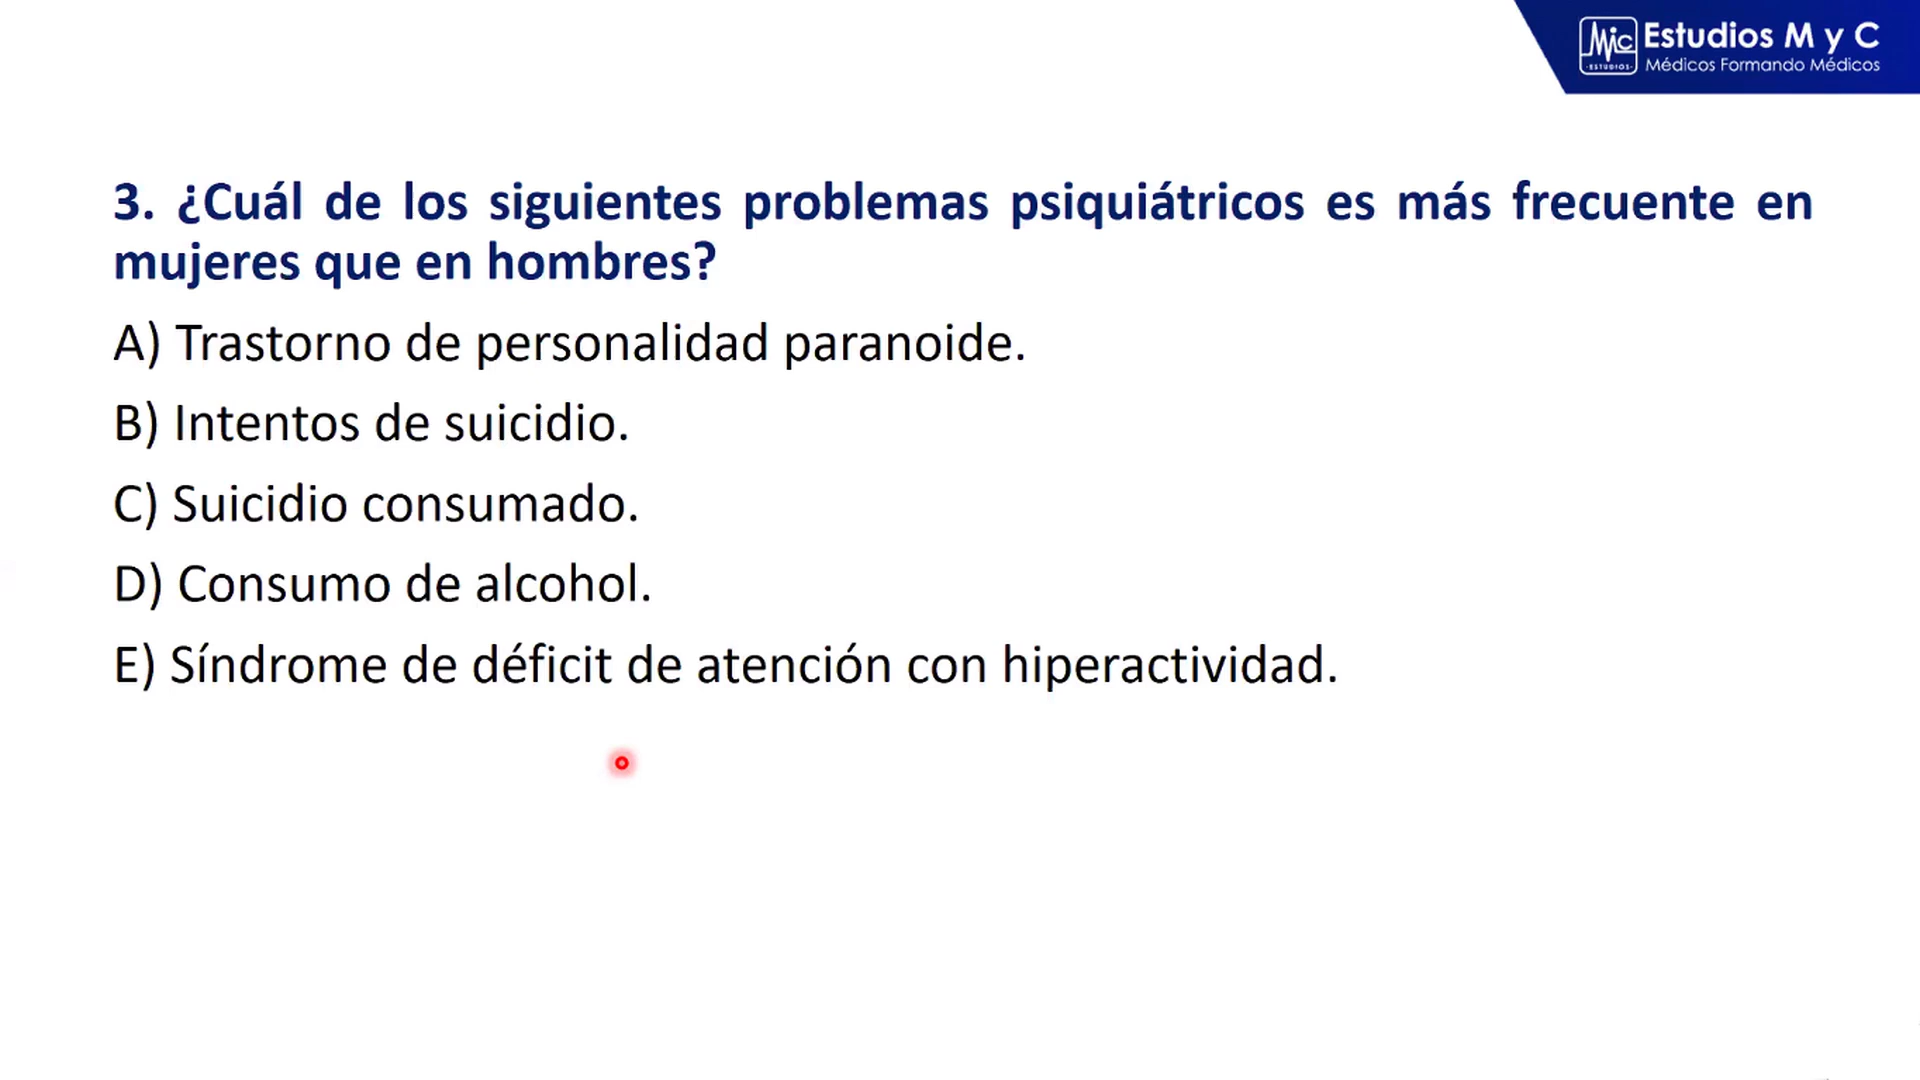 Mic
ESTUDIOS
Estudios M y C
Médicos Formando Médicos
3. ¿Cuál de los siguientes problemas psiquiátricos es más frecuente en
mujeres que en hombres?
A) Trastorno de personalidad paranoide.
B) Intentos de suicidio.
C) Suicidio consumado.
D) Consumo de alcohol.
E) Síndrome de déficit de atención con hiperactividad.